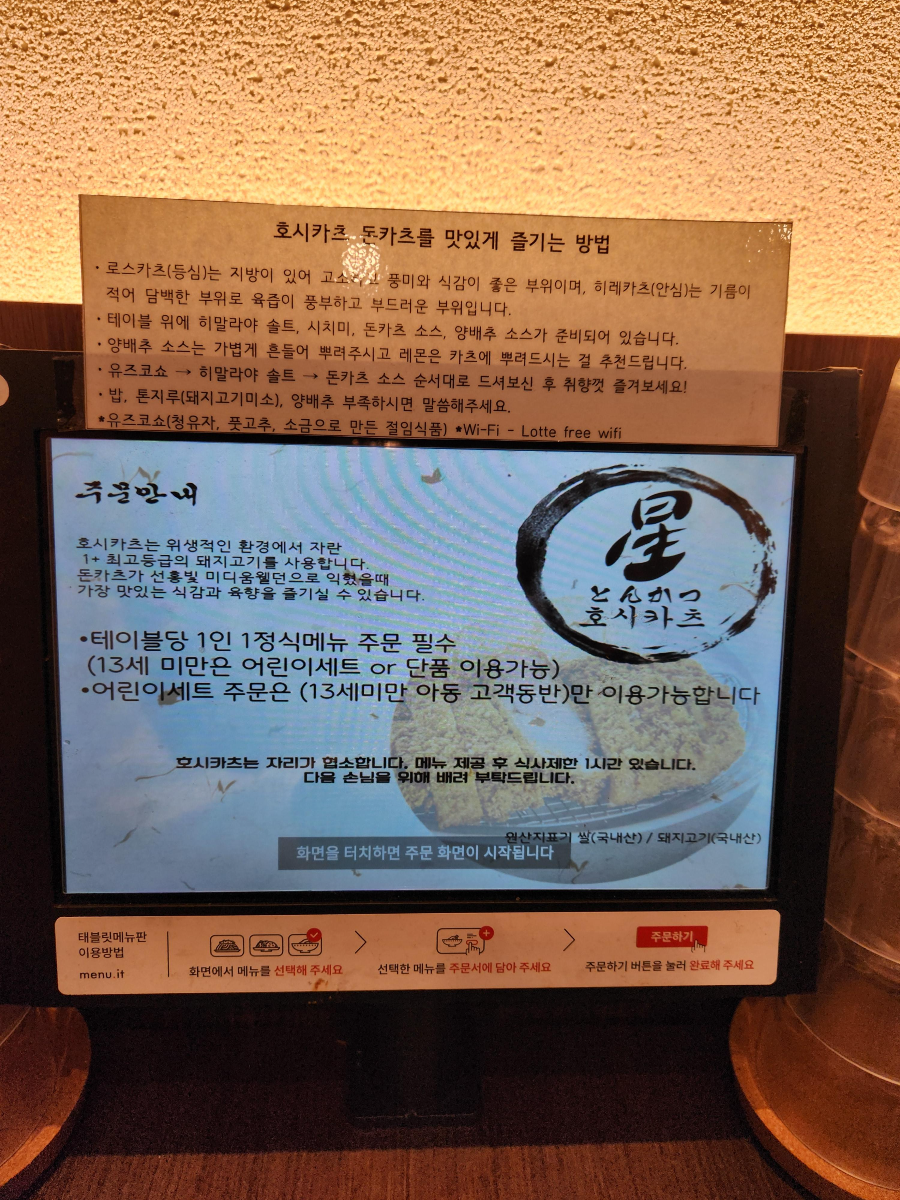 호시카츠 돈카츠를 맛있게 즐기는 방법
· 로스카츠(등심)는 지방이 있어 풍미와 식감이 좋은 부위이며, 히레카츠(안심)는 기름이
적어 담백한 부위로 육즙이 풍부하고 부드러운 부위입니다.
· 테이블 위에 히말라야 솔트, 시치미, 돈카츠 소스, 양배추 소스가 준비되어 있습니다.
· 양배추 소스는 가볍게 흔들어 뿌려주시고 레몬은 카츠에 뿌려드시는 걸 추천드립니다.
· 유즈코쇼 → 히말라야 솔트 → 돈카츠 소스 순서대로 드셔보신 후 취향껏 즐겨보세요!
· 밥, 톤지루(돼지고기미소), 양배추 부족하시면 말씀해주세요.
*유즈코쇼(청유자, 풋고추, 소금으로 만든 절임식품) *Wi-Fi - Lotte free wifi
주문안내
호시카츠는 위생적인 환경에서 자란
1+ 최고등급의 돼지고기를 사용합니다.
돈카츠가 선홍빛 미디움웰던으로 익혔을때
가장 맛있는 식감과 육향을 즐기실 수 있습니다.
星
とんかつ
호시카츠
•테이블당 1인 1정식메뉴 주문 필수
(13세 미만은 어린이세트 or 단품 이용가능)
•어린이세트 주문은 (13세미만 아동 고객동반)만 이용가능합니다
호시카츠는 자리가 협소합니다, 메뉴 제공 후 식사제한 1시간 있습니다.
다음 손님을 위해 배려 부탁드립니다.
원산지표기 쌀(국내산) / 돼지고기(국내산)
화면을 터치하면 주문 화면이 시작됩니다
태블릿메뉴판
이용방법
menu.it
화면에서 메뉴를 선택해 주세요
선택한 메뉴를 주문서에 담아 주세요
주문하기
주문하기 버튼을 눌러 완료해 주세요